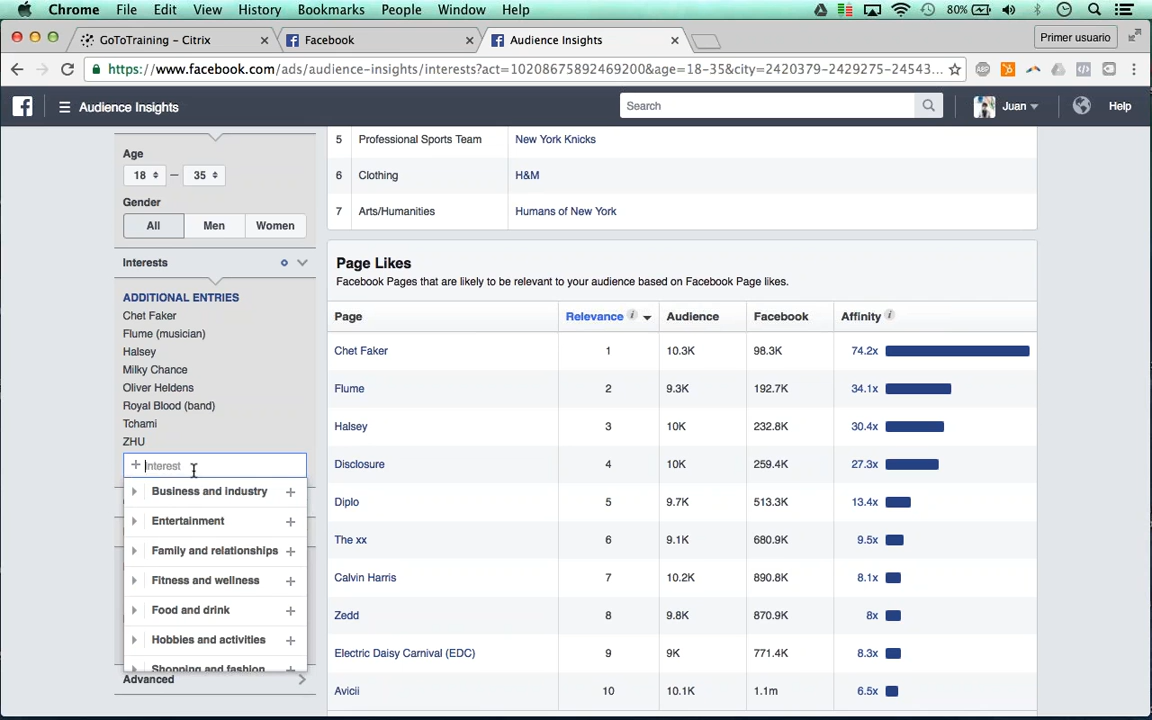 Chrome File Edit View History Bookmarks People Window Help 80%
GoToTraining - Citrix Facebook Audience Insights Primer usuario
https://www.facebook.com/ads/audience-insights/interests?act=10208675892469200&age=18-35&city=2420379-2429275-24543...
Audience Insights Search Juan Help
Age
18 — 35
Gender
All Men Women
Interests
ADDITIONAL ENTRIES
Chet Faker
Flume (musician)
Halsey
Milky Chance
Oliver Heldens
Royal Blood (band)
Tchami
ZHU
+ Interest
Business and industry +
Entertainment +
Family and relationships +
Fitness and wellness +
Food and drink +
Hobbies and activities +
Shopping and fashion +
Advanced
5 Professional Sports Team New York Knicks
6 Clothing H&M
7 Arts/Humanities Humans of New York
Page Likes
Facebook Pages that are likely to be relevant to your audience based on Facebook Page likes.
Page Relevance i Audience Facebook Affinity i
Chet Faker 1 10.3K 98.3K 74.2x
Flume 2 9.3K 192.7K 34.1x
Halsey 3 10K 232.8K 30.4x
Disclosure 4 10K 259.4K 27.3x
Diplo 5 9.7K 513.3K 13.4x
The xx 6 9.1K 680.9K 9.5x
Calvin Harris 7 10.2K 890.8K 8.1x
Zedd 8 9.8K 870.9K 8x
Electric Daisy Carnival (EDC) 9 9K 771.4K 8.3x
Avicii 10 10.1K 1.1m 6.5x